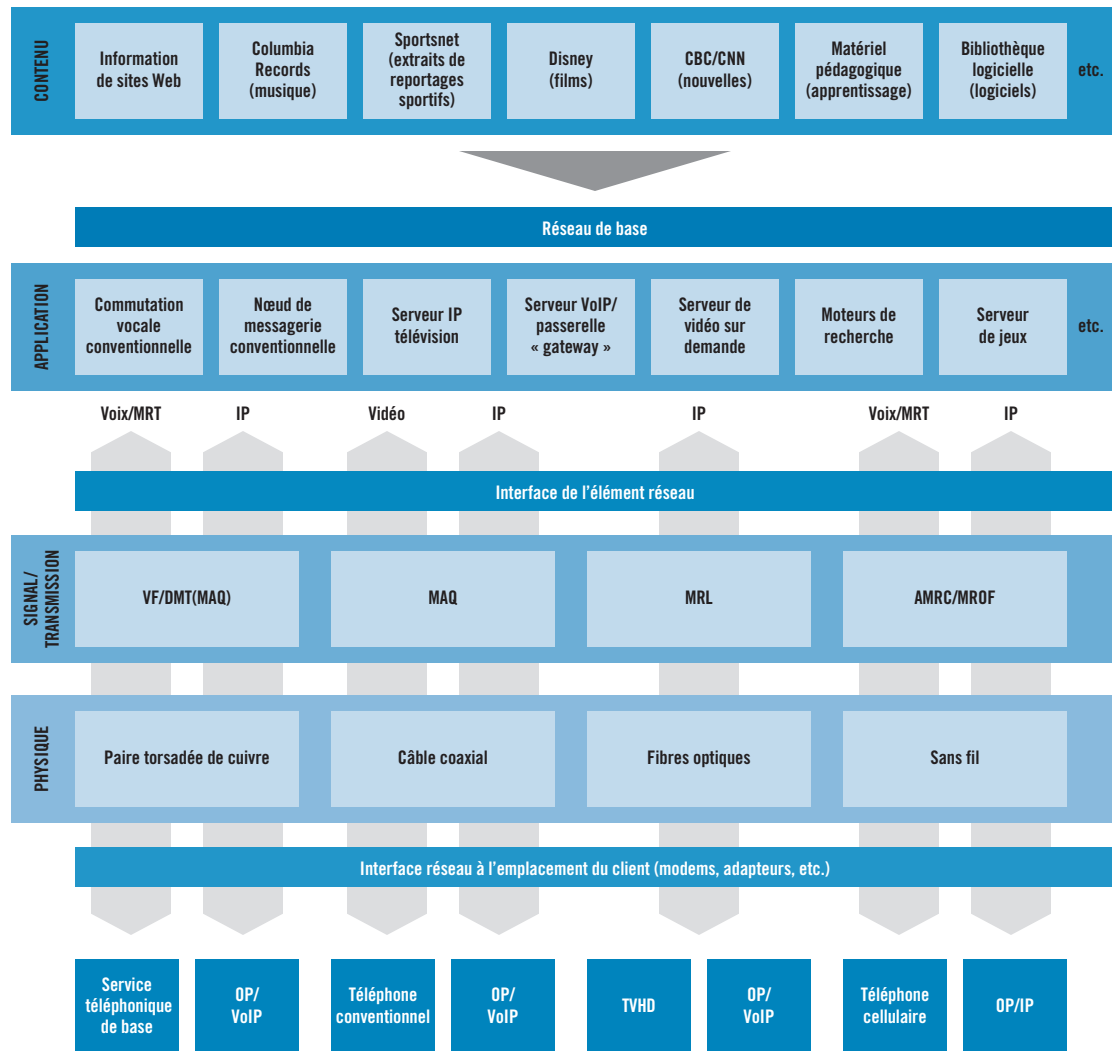 CONTENU
Information
de sites Web
Columbia
Records
(musique)
Sportsnet
(extraits de
reportages
sportifs)
Disney
(films)
CBC/CNN
(nouvelles)
Matériel
pédagogique
(apprentissage)
Bibliothèque
logicielle
(logiciels)
etc.
Réseau de base
APPLICATION
Commutation
vocale
conventionnelle
Nœud de
messagerie
conventionnelle
Serveur IP
télévision
Serveur VoIP/
passerelle
« gateway »
Serveur de
vidéo sur
demande
Moteurs de
recherche
Serveur
de jeux
etc.
Voix/MRT
IP
Vidéo
IP
IP
Voix/MRT
IP
Interface de l'élément réseau
SIGNAL/
TRANSMISSION
VF/DMT(MAQ)
MAQ
MRL
AMRC/MROF
PHYSIQUE
Paire torsadée de cuivre
Câble coaxial
Fibres optiques
Sans fil
Interface réseau à l'emplacement du client (modems, adapteurs, etc.)
Service
téléphonique
de base
OP/
VoIP
Téléphone
conventionnel
OP/
VoIP
TVHD
OP/
VoIP
Téléphone
cellulaire
OP/IP